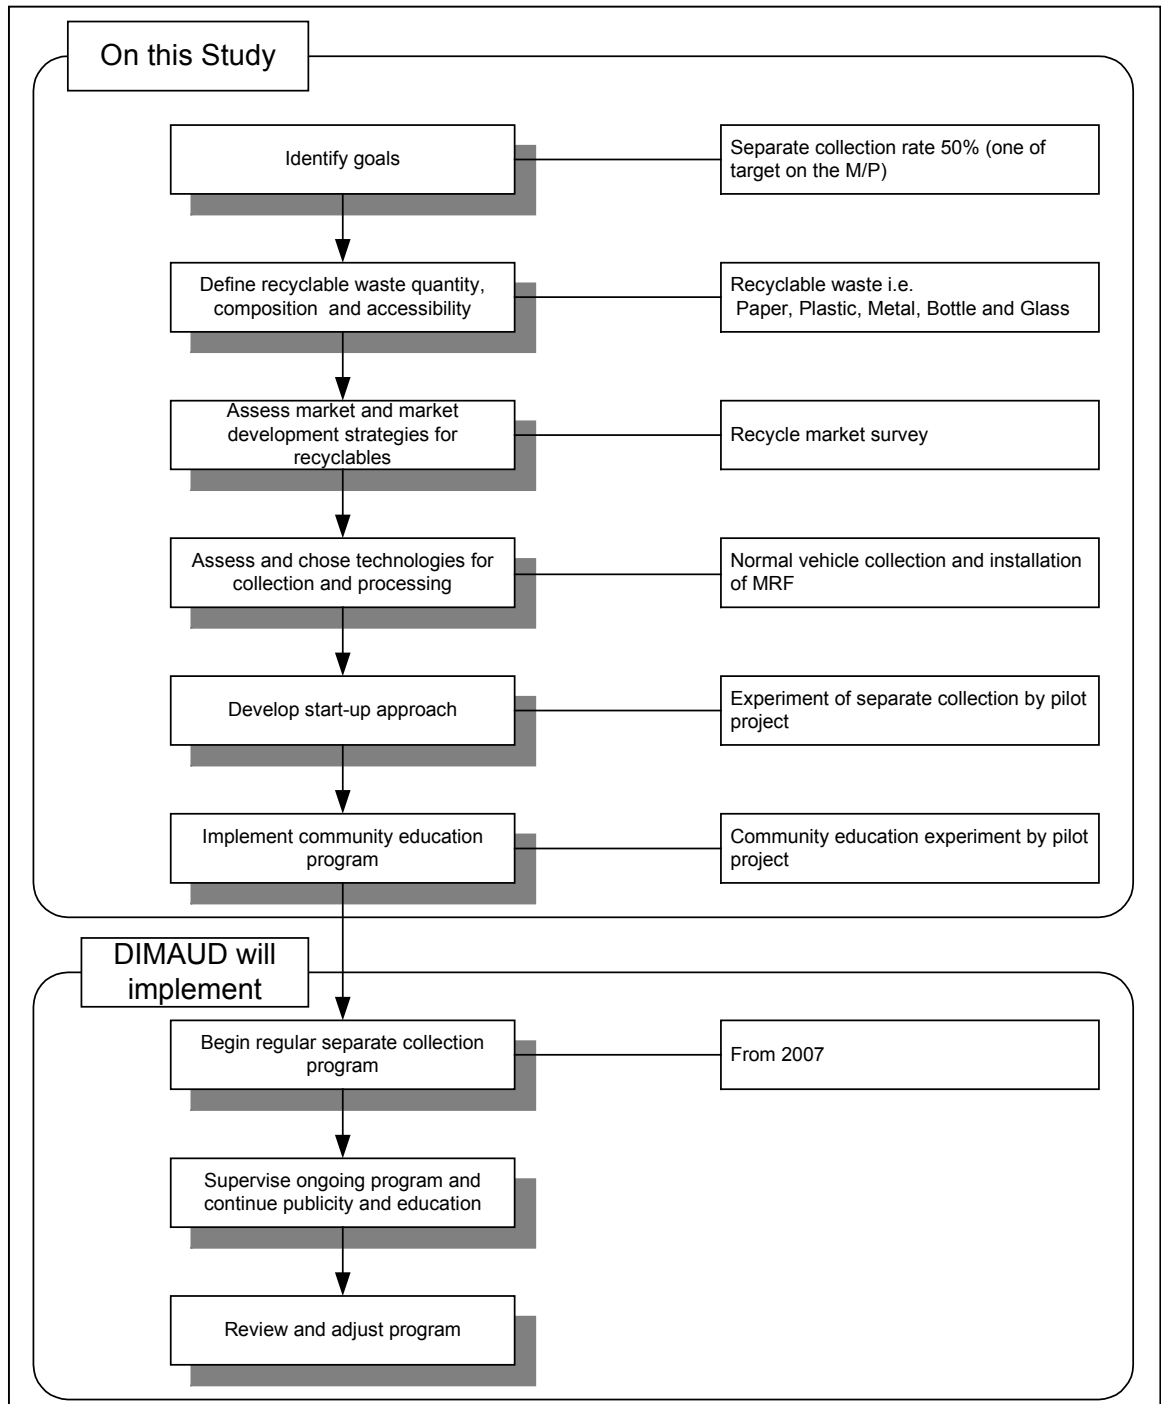 On this Study
Identify goals
Separate collection rate 50% (one of
target on the M/P)
Define recyclable waste quantity,
composition and accessibility
Recyclable waste i.e.
Paper, Plastic, Metal, Bottle and Glass
Assess market and market
development strategies for
recyclables
Recycle market survey
Assess and chose technologies for
collection and processing
Normal vehicle collection and installation
of MRF
Develop start-up approach
Experiment of separate collection by pilot
project
Implement community education
program
Community education experiment by pilot
project
DIMAUD will
implement
Begin regular separate collection
program
From 2007
Supervise ongoing program and
continue publicity and education
Review and adjust program